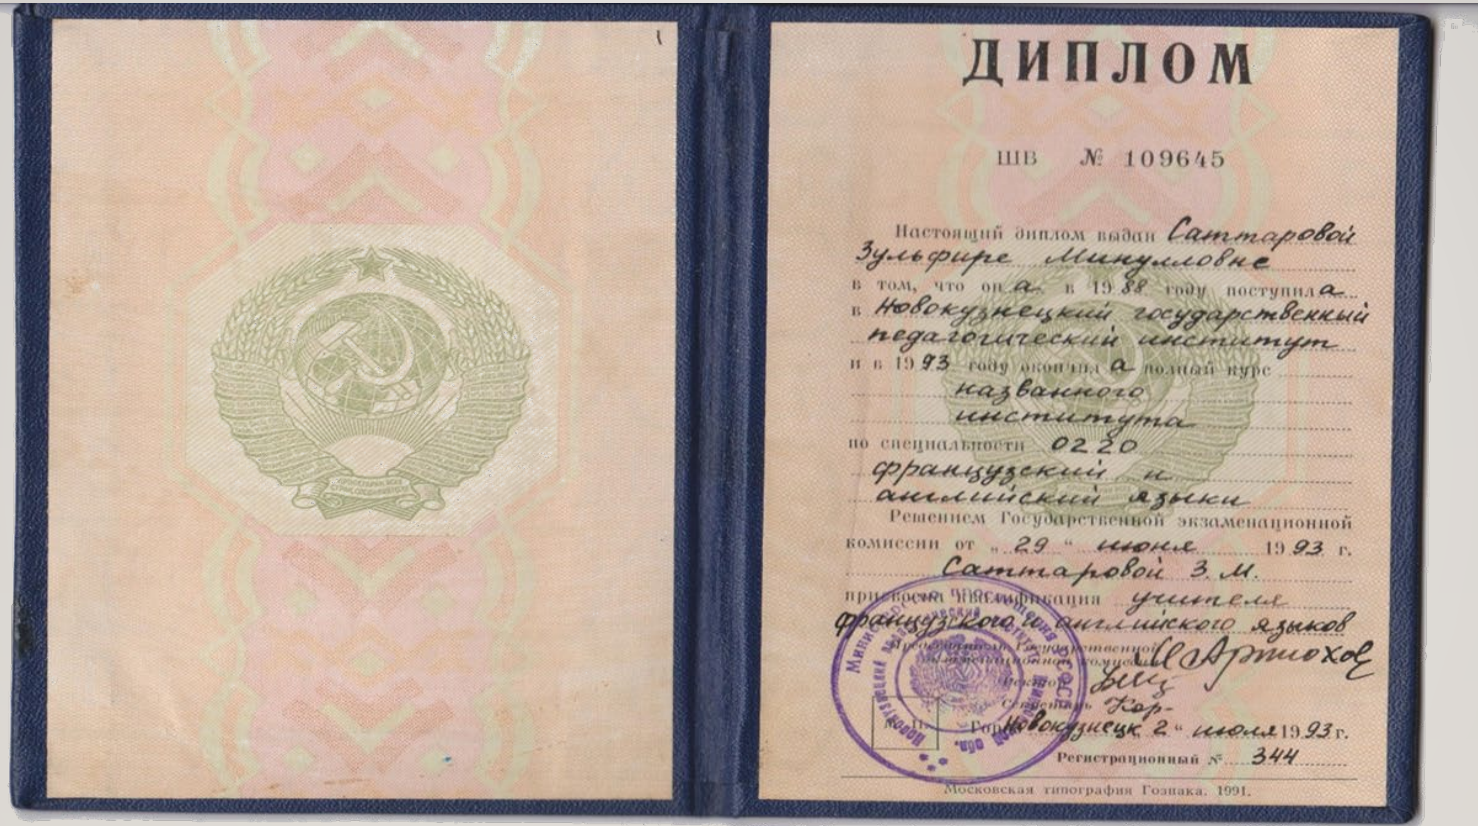 ДИПЛОМ
ШВ № 109645
Настоящий диплом выдан Саттаровой
Зульфире Минулловне
в том, что она в 1988 году поступила
в Новокузнецкий государственный
педагогический институт
и в 1993 году окончила полный курс
названного
института
по специальности 0220
французский и
английский языки
Решением Государственной экзаменационной
комиссии от „29“ июня 1993 г.
Саттаровой З. М.
присвоена квалификация учителя
французского и английского языков
Председатель Государственной
экзаменационной комиссии
Ректор
Секретарь
Город Новокузнецк 2 “ июля 1993 г.
Регистрационный № 344
Московская типография Гознака. 1991.
Министерство просвещения РСФСР